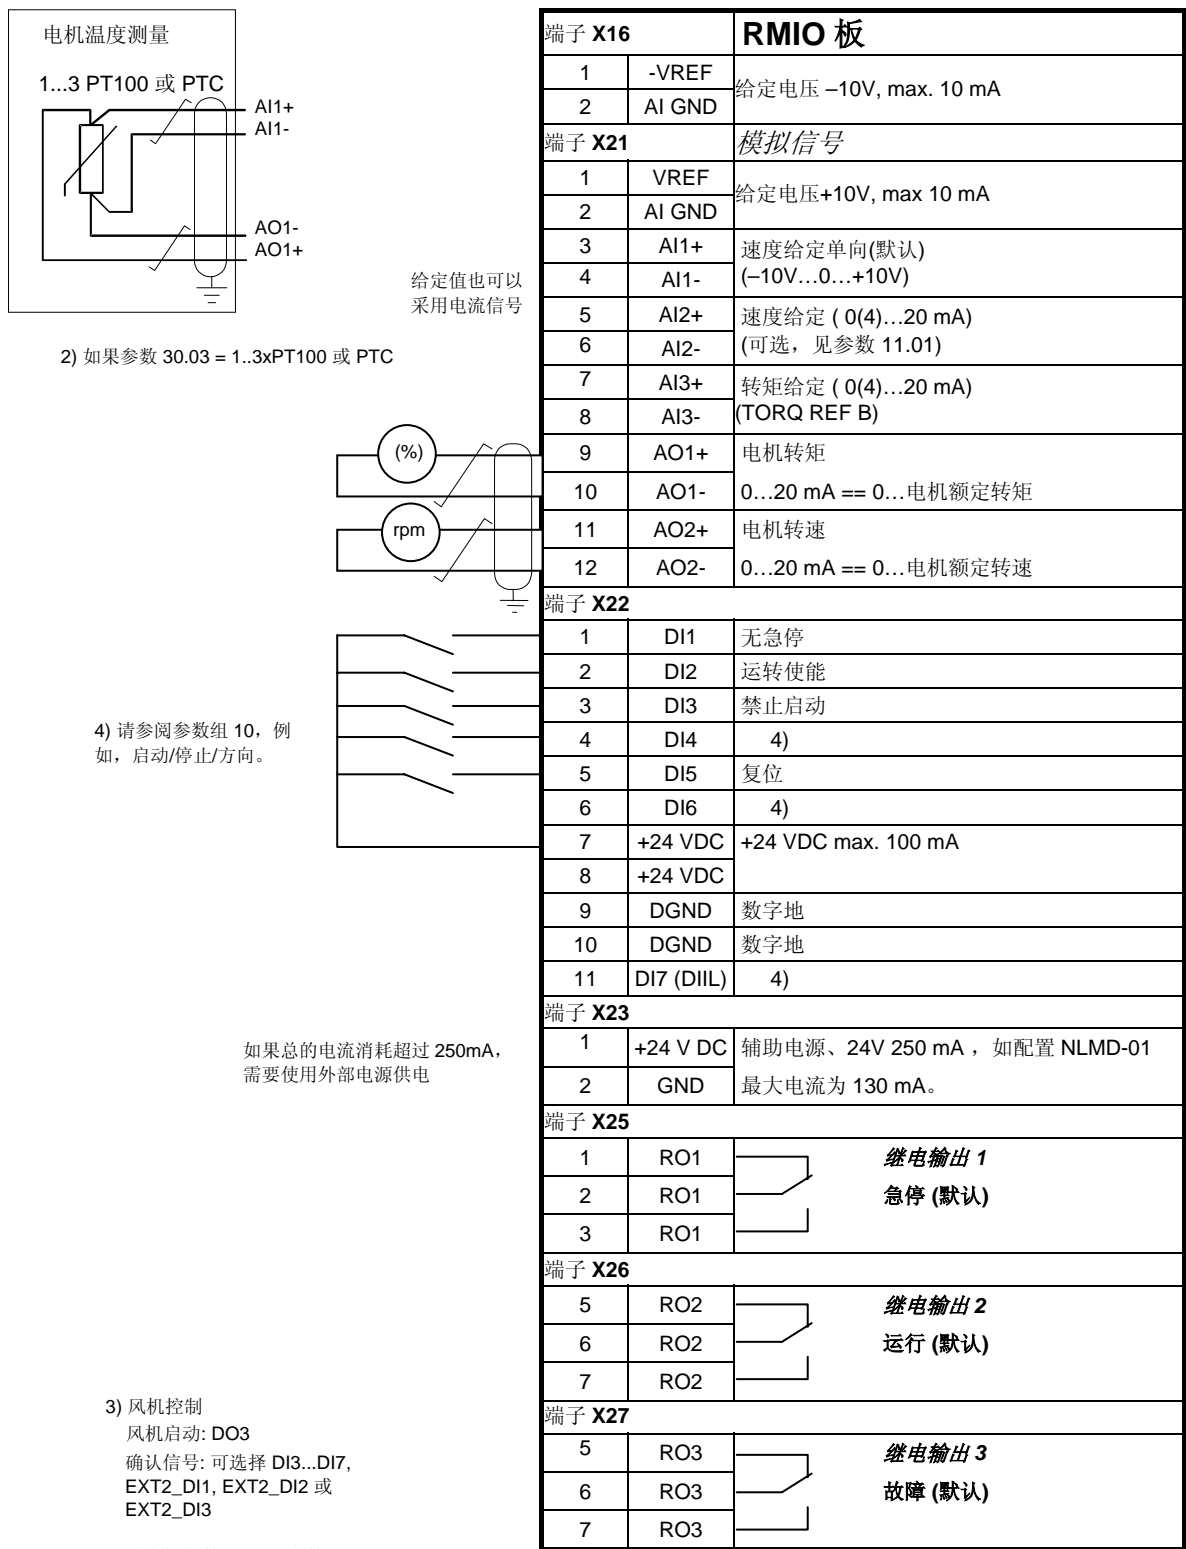 电机温度测量
1...3 PT100 或 PTC
AI1+
AI1-
AO1-
AO1+
给定值也可以
采用电流信号
2) 如果参数 30.03 = 1..3xPT100 或 PTC
(%)
rpm
4) 请参阅参数组 10，例
如，启动/停止/方向。
如果总的电流消耗超过 250mA，
需要使用外部电源供电
3) 风机控制
风机启动: DO3
确认信号: 可选择 DI3...DI7,
EXT2_DI1, EXT2_DI2 或
EXT2_DI3
端子 X16 RMIO 板
1 -VREF 给定电压 –10V, max. 10 mA
2 AI GND
端子 X21 模拟信号
1 VREF 给定电压+10V, max 10 mA
2 AI GND
3 AI1+ 速度给定单向(默认)
4 AI1- (–10V…0…+10V)
5 AI2+ 速度给定 ( 0(4)…20 mA)
6 AI2- (可选，见参数 11.01)
7 AI3+ 转矩给定 ( 0(4)…20 mA)
8 AI3- (TORQ REF B)
9 AO1+ 电机转矩
10 AO1- 0…20 mA == 0…电机额定转矩
11 AO2+ 电机转速
12 AO2- 0…20 mA == 0…电机额定转速
端子 X22
1 DI1 无急停
2 DI2 运转使能
3 DI3 禁止启动
4 DI4 4)
5 DI5 复位
6 DI6 4)
7 +24 VDC +24 VDC max. 100 mA
8 +24 VDC
9 DGND 数字地
10 DGND 数字地
11 DI7 (DIIL) 4)
端子 X23
1 +24 V DC 辅助电源、24V 250 mA ，如配置 NLMD-01
2 GND 最大电流为 130 mA。
端子 X25
1 RO1 继电输出 1
2 RO1 急停 (默认)
3 RO1
端子 X26
5 RO2 继电输出 2
6 RO2 运行 (默认)
7 RO2
端子 X27
5 RO3 继电输出 3
6 RO3 故障 (默认)
7 RO3